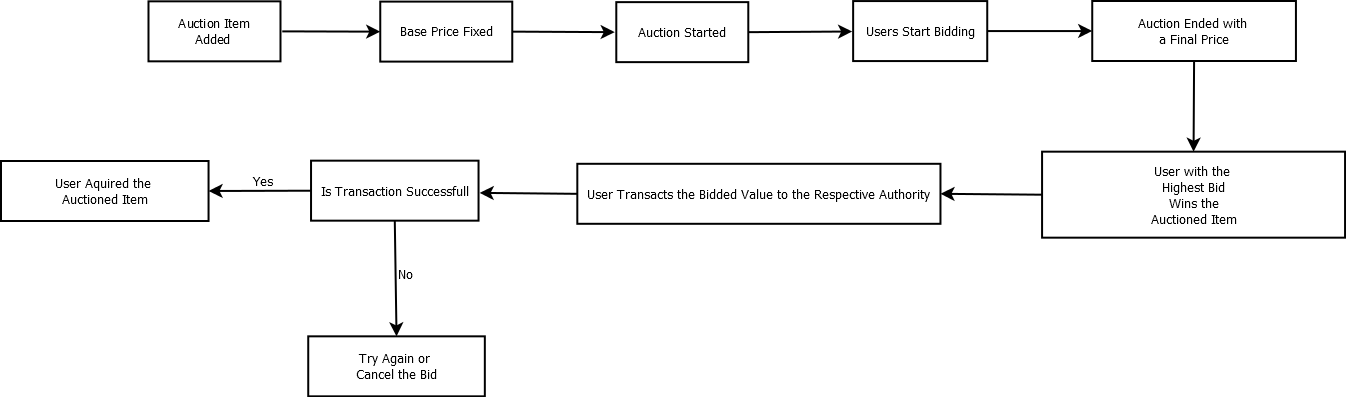 Auction Item
Added
Base Price Fixed
Auction Started
Users Start Bidding
Auction Ended with
a Final Price
User with the
Highest Bid
Wins the
Auctioned Item
User Transacts the Bidded Value to the Respective Authority
Is Transaction Successfull
Yes
User Aquired the
Auctioned Item
No
Try Again or
Cancel the Bid